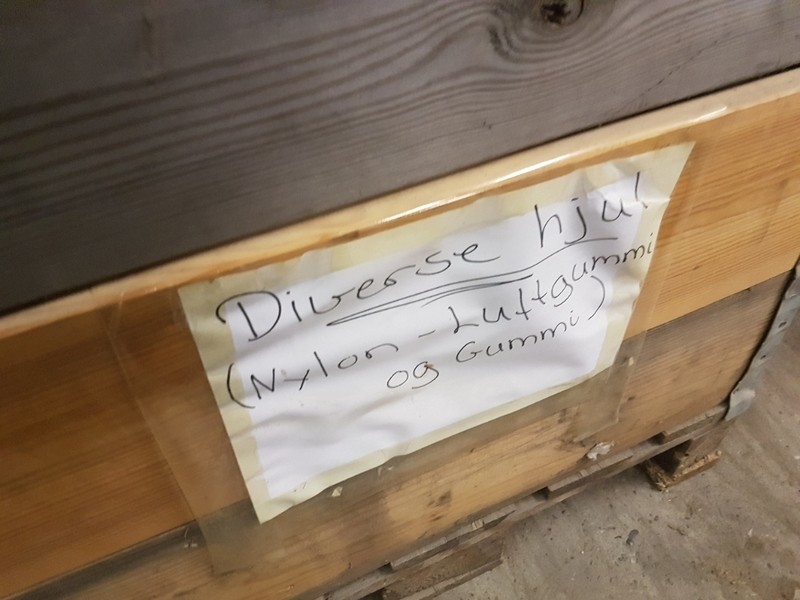 Diverse hjul
(Nylon - Luftgummi
og Gummi)